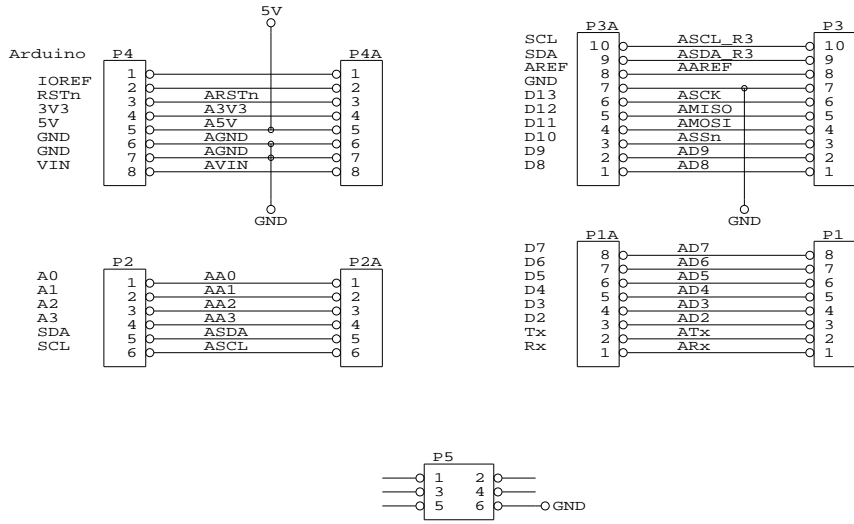 5V
Arduino P4 P4A
1 1
IOREF 2 2
RSTn 3 ARSTn 3
3V3 4 A3V3 4
5V 5 A5V 5
GND 6 AGND 6
GND 7 AGND 7
VIN 8 AVIN 8
GND
P3A P3
SCL 10 ASCL_R3 10
SDA 9 ASDA_R3 9
AREF 8 AAREF 8
GND 7 7
D13 6 ASCK 6
D12 5 AMISO 5
D11 4 AMOSI 4
D10 3 ASSn 3
D9 2 AD9 2
D8 1 AD8 1
GND
P2 P2A
A0 1 AA0 1
A1 2 AA1 2
A2 3 AA2 3
A3 4 AA3 4
SDA 5 ASDA 5
SCL 6 ASCL 6
P1A P1
D7 8 AD7 8
D6 7 AD6 7
D5 6 AD5 6
D4 5 AD4 5
D3 4 AD3 4
D2 3 AD2 3
Tx 2 ATx 2
Rx 1 ARx 1
P5
1 2
3 4
5 6 GND